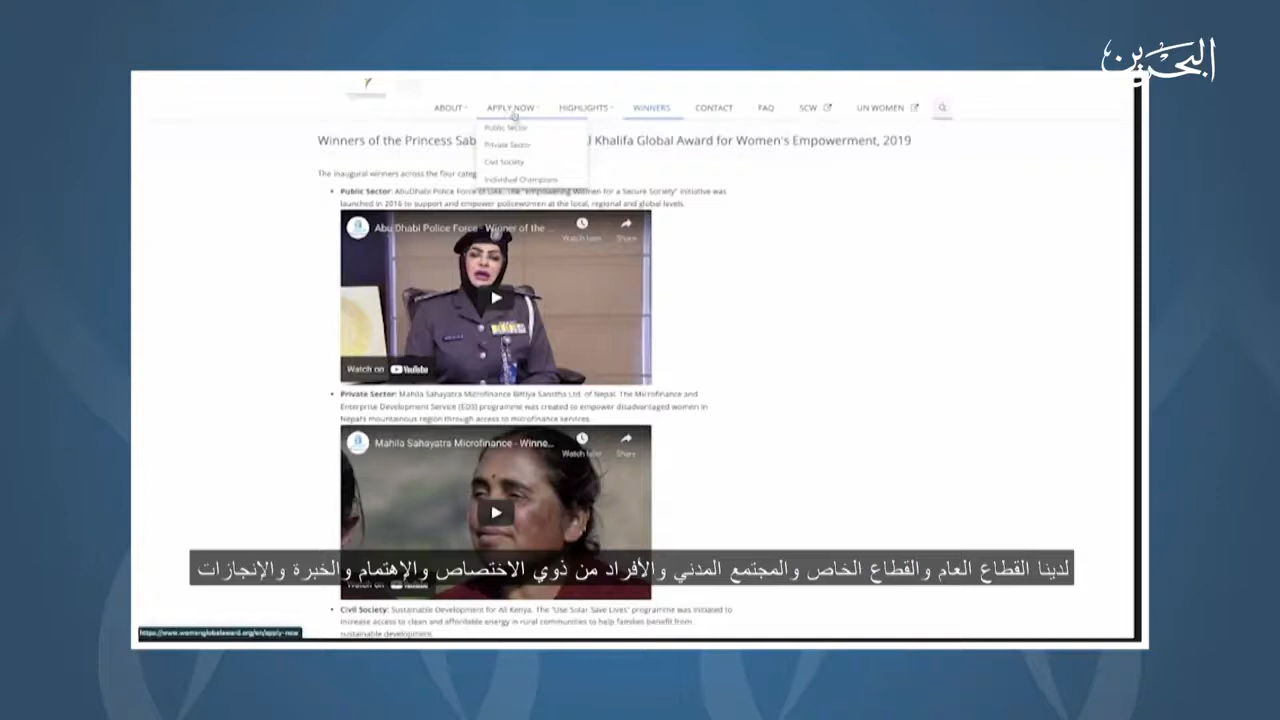 البحرين
ABOUT APPLY NOW HIGHLIGHTS WINNERS CONTACT FAQ SCW UN WOMEN
Public Sector
Private Sector
Civil Society
Individual Champions
Winners of the Princess Sab l Khalifa Global Award for Women's Empowerment, 2019
The inaugural winners across the four categ
Public Sector: AbuDhabi Police Force of UAE. The "Empowering Women for a Secure Society" initiative was
launched in 2016 to support and empower policewomen at the local, regional and global levels.
Abu Dhabi Police Force - Winner of the ...
Watch later Share
Watch on YouTube
Private Sector: Mahila Sahayatra Microfinance Bittiya Sanstha Ltd. of Nepal. The Microfinance and
Enterprise Development Service (EDS) programme was created to empower disadvantaged women in
Nepal's mountainous region through access to microfinance services.
Mahila Sahayatra Microfinance - Winne...
Watch later Share
لدينا القطاع العام والقطاع الخاص والمجتمع المدني والأفراد من ذوي الاختصاص والإهتمام والخبرة والإنجازات
Watch on YouTube
Civil Society: Sustainable Development for All Kenya. The "Use Solar Save Lives" programme was initiated to
increase access to clean and affordable energy in rural communities to help families benefit from
sustainable development.
https://www.womenglobalaward.org/en/apply-now